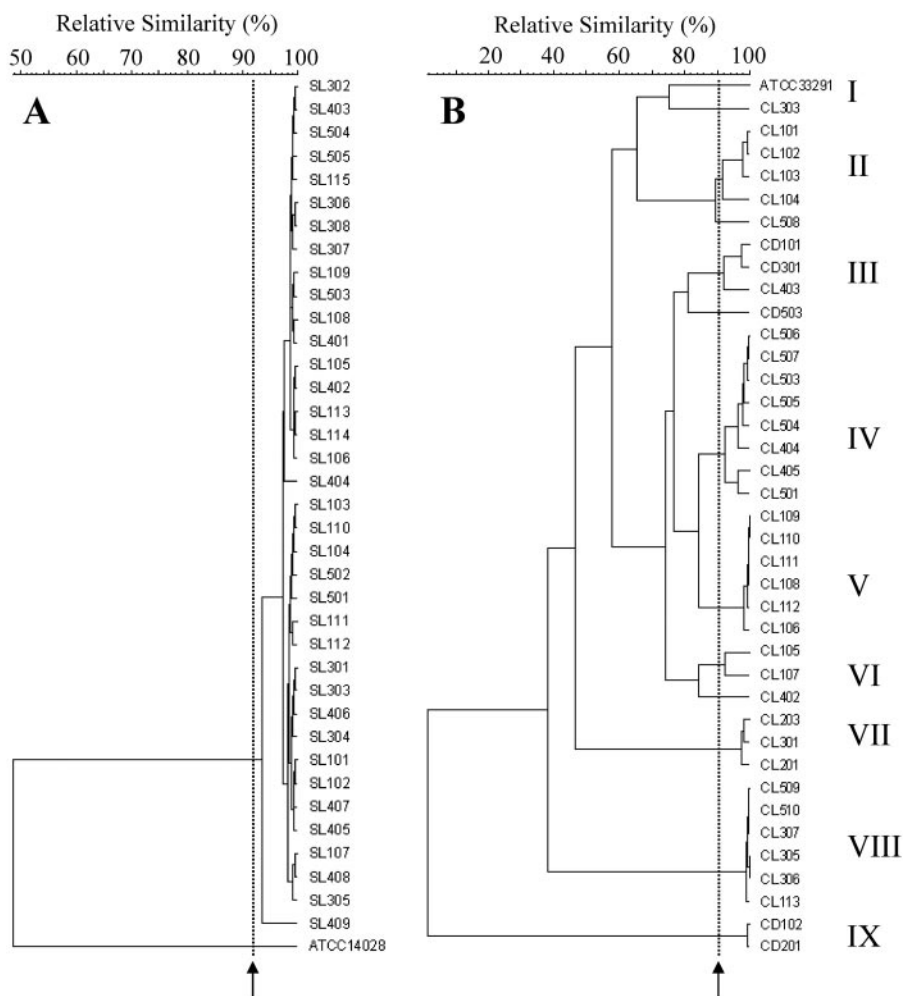 Relative Similarity (%)
50 60 70 80 90 100
A
SL302
SL403
SL504
SL505
SL115
SL306
SL308
SL307
SL109
SL503
SL108
SL401
SL105
SL402
SL113
SL114
SL106
SL404
SL103
SL110
SL104
SL502
SL501
SL111
SL112
SL301
SL303
SL406
SL304
SL101
SL102
SL407
SL405
SL107
SL408
SL305
SL409
ATCC14028
Relative Similarity (%)
20 40 60 80 100
B
ATCC33291
CL303
I
CL101
CL102
CL103
CL104
CL508
II
CD101
CD301
CL403
CD503
III
CL506
CL507
CL503
CL505
CL504
CL404
CL405
CL501
IV
CL109
CL110
CL111
CL108
CL112
CL106
V
CL105
CL107
CL402
VI
CL203
CL301
CL201
VII
CL509
CL510
CL307
CL305
CL306
CL113
VIII
CD102
CD201
IX